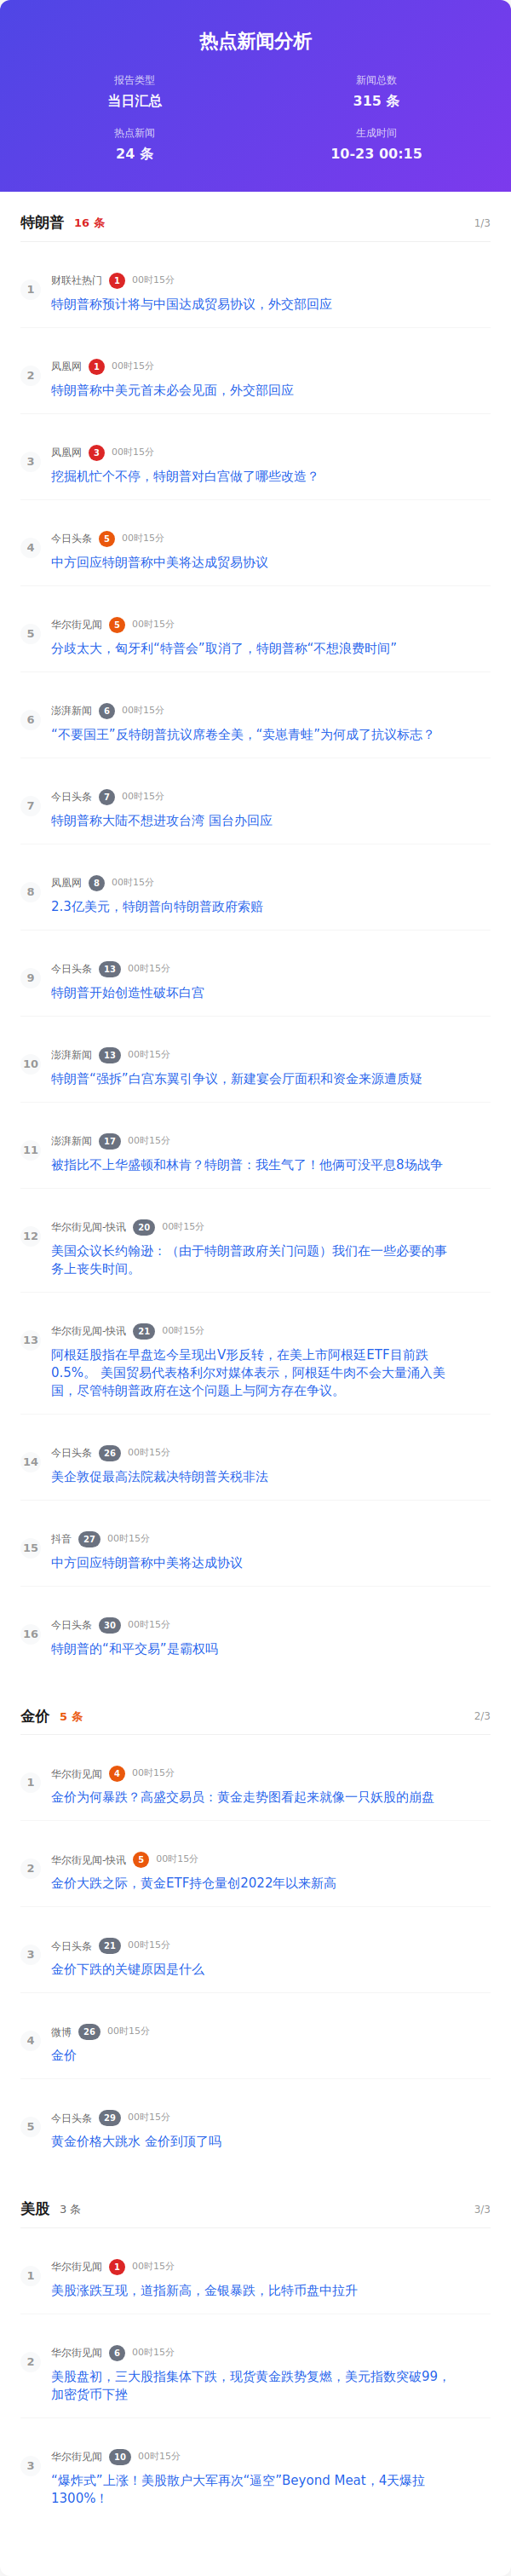 热点新闻分析
报告类型
当日汇总
新闻总数
315 条
热点新闻
24 条
生成时间
10-23 00:15
特朗普 16 条 1/3
1
财联社热门 1 00时15分
特朗普称预计将与中国达成贸易协议，外交部回应
2
凤凰网 1 00时15分
特朗普称中美元首未必会见面，外交部回应
3
凤凰网 3 00时15分
挖掘机忙个不停，特朗普对白宫做了哪些改造？
4
今日头条 5 00时15分
中方回应特朗普称中美将达成贸易协议
5
华尔街见闻 5 00时15分
分歧太大，匈牙利“特普会”取消了，特朗普称“不想浪费时间”
6
澎湃新闻 6 00时15分
“不要国王”反特朗普抗议席卷全美，“卖崽青蛙”为何成了抗议标志？
7
今日头条 7 00时15分
特朗普称大陆不想进攻台湾 国台办回应
8
凤凰网 8 00时15分
2.3亿美元，特朗普向特朗普政府索赔
9
今日头条 13 00时15分
特朗普开始创造性破坏白宫
10
澎湃新闻 13 00时15分
特朗普“强拆”白宫东翼引争议，新建宴会厅面积和资金来源遭质疑
11
澎湃新闻 17 00时15分
被指比不上华盛顿和林肯？特朗普：我生气了！他俩可没平息8场战争
12
华尔街见闻-快讯 20 00时15分
美国众议长约翰逊：（由于特朗普政府关门问题）我们在一些必要的事
务上丧失时间。
13
华尔街见闻-快讯 21 00时15分
阿根廷股指在早盘迄今呈现出V形反转，在美上市阿根廷ETF目前跌
0.5%。 美国贸易代表格利尔对媒体表示，阿根廷牛肉不会大量涌入美
国，尽管特朗普政府在这个问题上与阿方存在争议。
14
今日头条 26 00时15分
美企敦促最高法院裁决特朗普关税非法
15
抖音 27 00时15分
中方回应特朗普称中美将达成协议
16
今日头条 30 00时15分
特朗普的“和平交易”是霸权吗
金价 5 条 2/3
1
华尔街见闻 4 00时15分
金价为何暴跌？高盛交易员：黄金走势图看起来就像一只妖股的崩盘
2
华尔街见闻-快讯 5 00时15分
金价大跌之际，黄金ETF持仓量创2022年以来新高
3
今日头条 21 00时15分
金价下跌的关键原因是什么
4
微博 26 00时15分
金价
5
今日头条 29 00时15分
黄金价格大跳水 金价到顶了吗
美股 3 条 3/3
1
华尔街见闻 1 00时15分
美股涨跌互现，道指新高，金银暴跌，比特币盘中拉升
2
华尔街见闻 6 00时15分
美股盘初，三大股指集体下跌，现货黄金跌势复燃，美元指数突破99，
加密货币下挫
3
华尔街见闻 10 00时15分
“爆炸式”上涨！美股散户大军再次“逼空”Beyond Meat，4天爆拉
1300%！